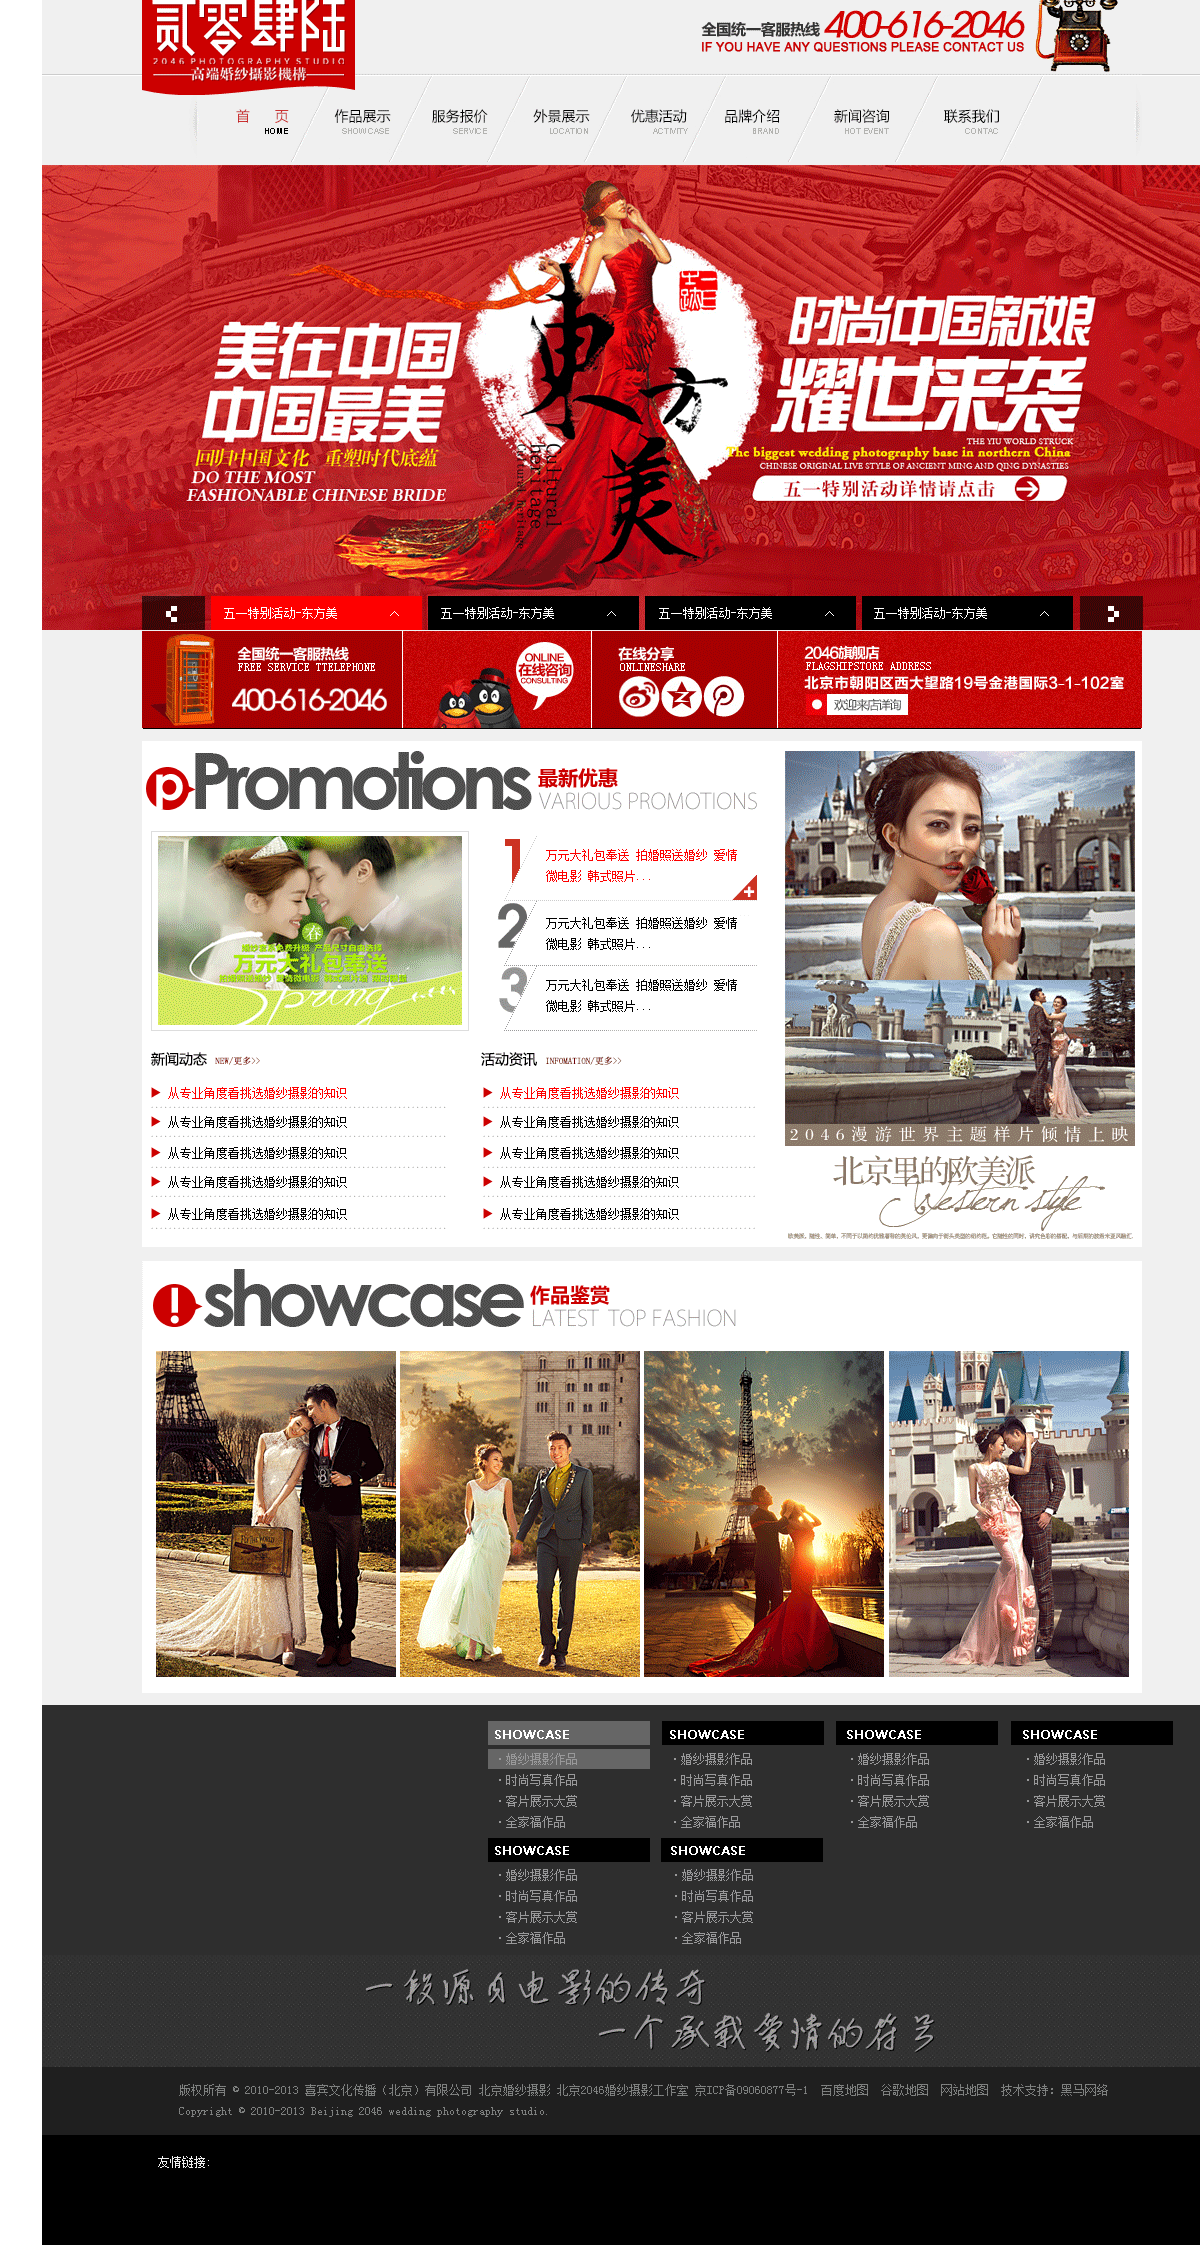 贰零肆陆
2046 PHOTOGRAPHY STUDIO
高端婚纱攝影機構
全国统一客服热线 400-616-2046
IF YOU HAVE ANY QUESTIONS PLEASE CONTACT US
首 页 作品展示 服务报价 外景展示 优惠活动 品牌介绍 新闻咨询 联系我们
HOME SHOWCASE SERVICE LOCATION ACTIVITY BRAND HOT EVENT CONTAC
美在中国
中国最美
回归中国文化 重塑时代底蕴
DO THE MOST
FASHIONABLE CHINESE BRIDE
東方美
Cultural
heritage
时尚中国新娘
耀世来袭
THE YIU WORLD STRUCK
The biggest wedding photography base in northern China
CHINESE ORIGINAL LIVE STYLE OF ANCIENT MING AND QING DYNASTIES
五一特别活动详情请点击
五一特别活动-东方美
五一特别活动-东方美
五一特别活动-东方美
五一特别活动-东方美
全国统一客服热线
FREE SERVICE TTELEPHONE
400-616-2046
ONLINE
在线咨询
CONSULTING
在线分享
ONLINESHARE
2046旗舰店
FLAGSHIPSTORE ADDRESS
北京市朝阳区西大望路19号金港国际3-1-102室
欢迎来店详询
Promotions 最新优惠
VARIOUS PROMOTIONS
春
万元大礼包奉送
Spring
1
万元大礼包奉送 拍婚照送婚纱 爱情
微电影 韩式照片...
2
万元大礼包奉送 拍婚照送婚纱 爱情
微电影 韩式照片...
3
万元大礼包奉送 拍婚照送婚纱 爱情
微电影 韩式照片...
新闻动态 NEW/更多>>
从专业角度看挑选婚纱摄影的知识
从专业角度看挑选婚纱摄影的知识
从专业角度看挑选婚纱摄影的知识
从专业角度看挑选婚纱摄影的知识
从专业角度看挑选婚纱摄影的知识
活动资讯 INFOMATION/更多>>
从专业角度看挑选婚纱摄影的知识
从专业角度看挑选婚纱摄影的知识
从专业角度看挑选婚纱摄影的知识
从专业角度看挑选婚纱摄影的知识
从专业角度看挑选婚纱摄影的知识
2046漫游世界主题样片倾情上映
北京里的欧美派
Western style
showcase 作品鉴赏
LATEST TOP FASHION
SHOWCASE
·婚纱摄影作品
·时尚写真作品
·客片展示大赏
·全家福作品
SHOWCASE
·婚纱摄影作品
·时尚写真作品
·客片展示大赏
·全家福作品
SHOWCASE
·婚纱摄影作品
·时尚写真作品
·客片展示大赏
·全家福作品
SHOWCASE
·婚纱摄影作品
·时尚写真作品
·客片展示大赏
·全家福作品
SHOWCASE
·婚纱摄影作品
·时尚写真作品
·客片展示大赏
·全家福作品
SHOWCASE
·婚纱摄影作品
·时尚写真作品
·客片展示大赏
·全家福作品
一段源自电影的传奇
一个承载爱情的符号
版权所有 © 2010-2013 喜宾文化传播（北京）有限公司 北京婚纱摄影 北京2046婚纱摄影工作室 京ICP备09060877号-1 百度地图 谷歌地图 网站地图 技术支持：黑马网络
Copyright © 2010-2013 Beijing 2046 wedding photography studio.
友情链接: